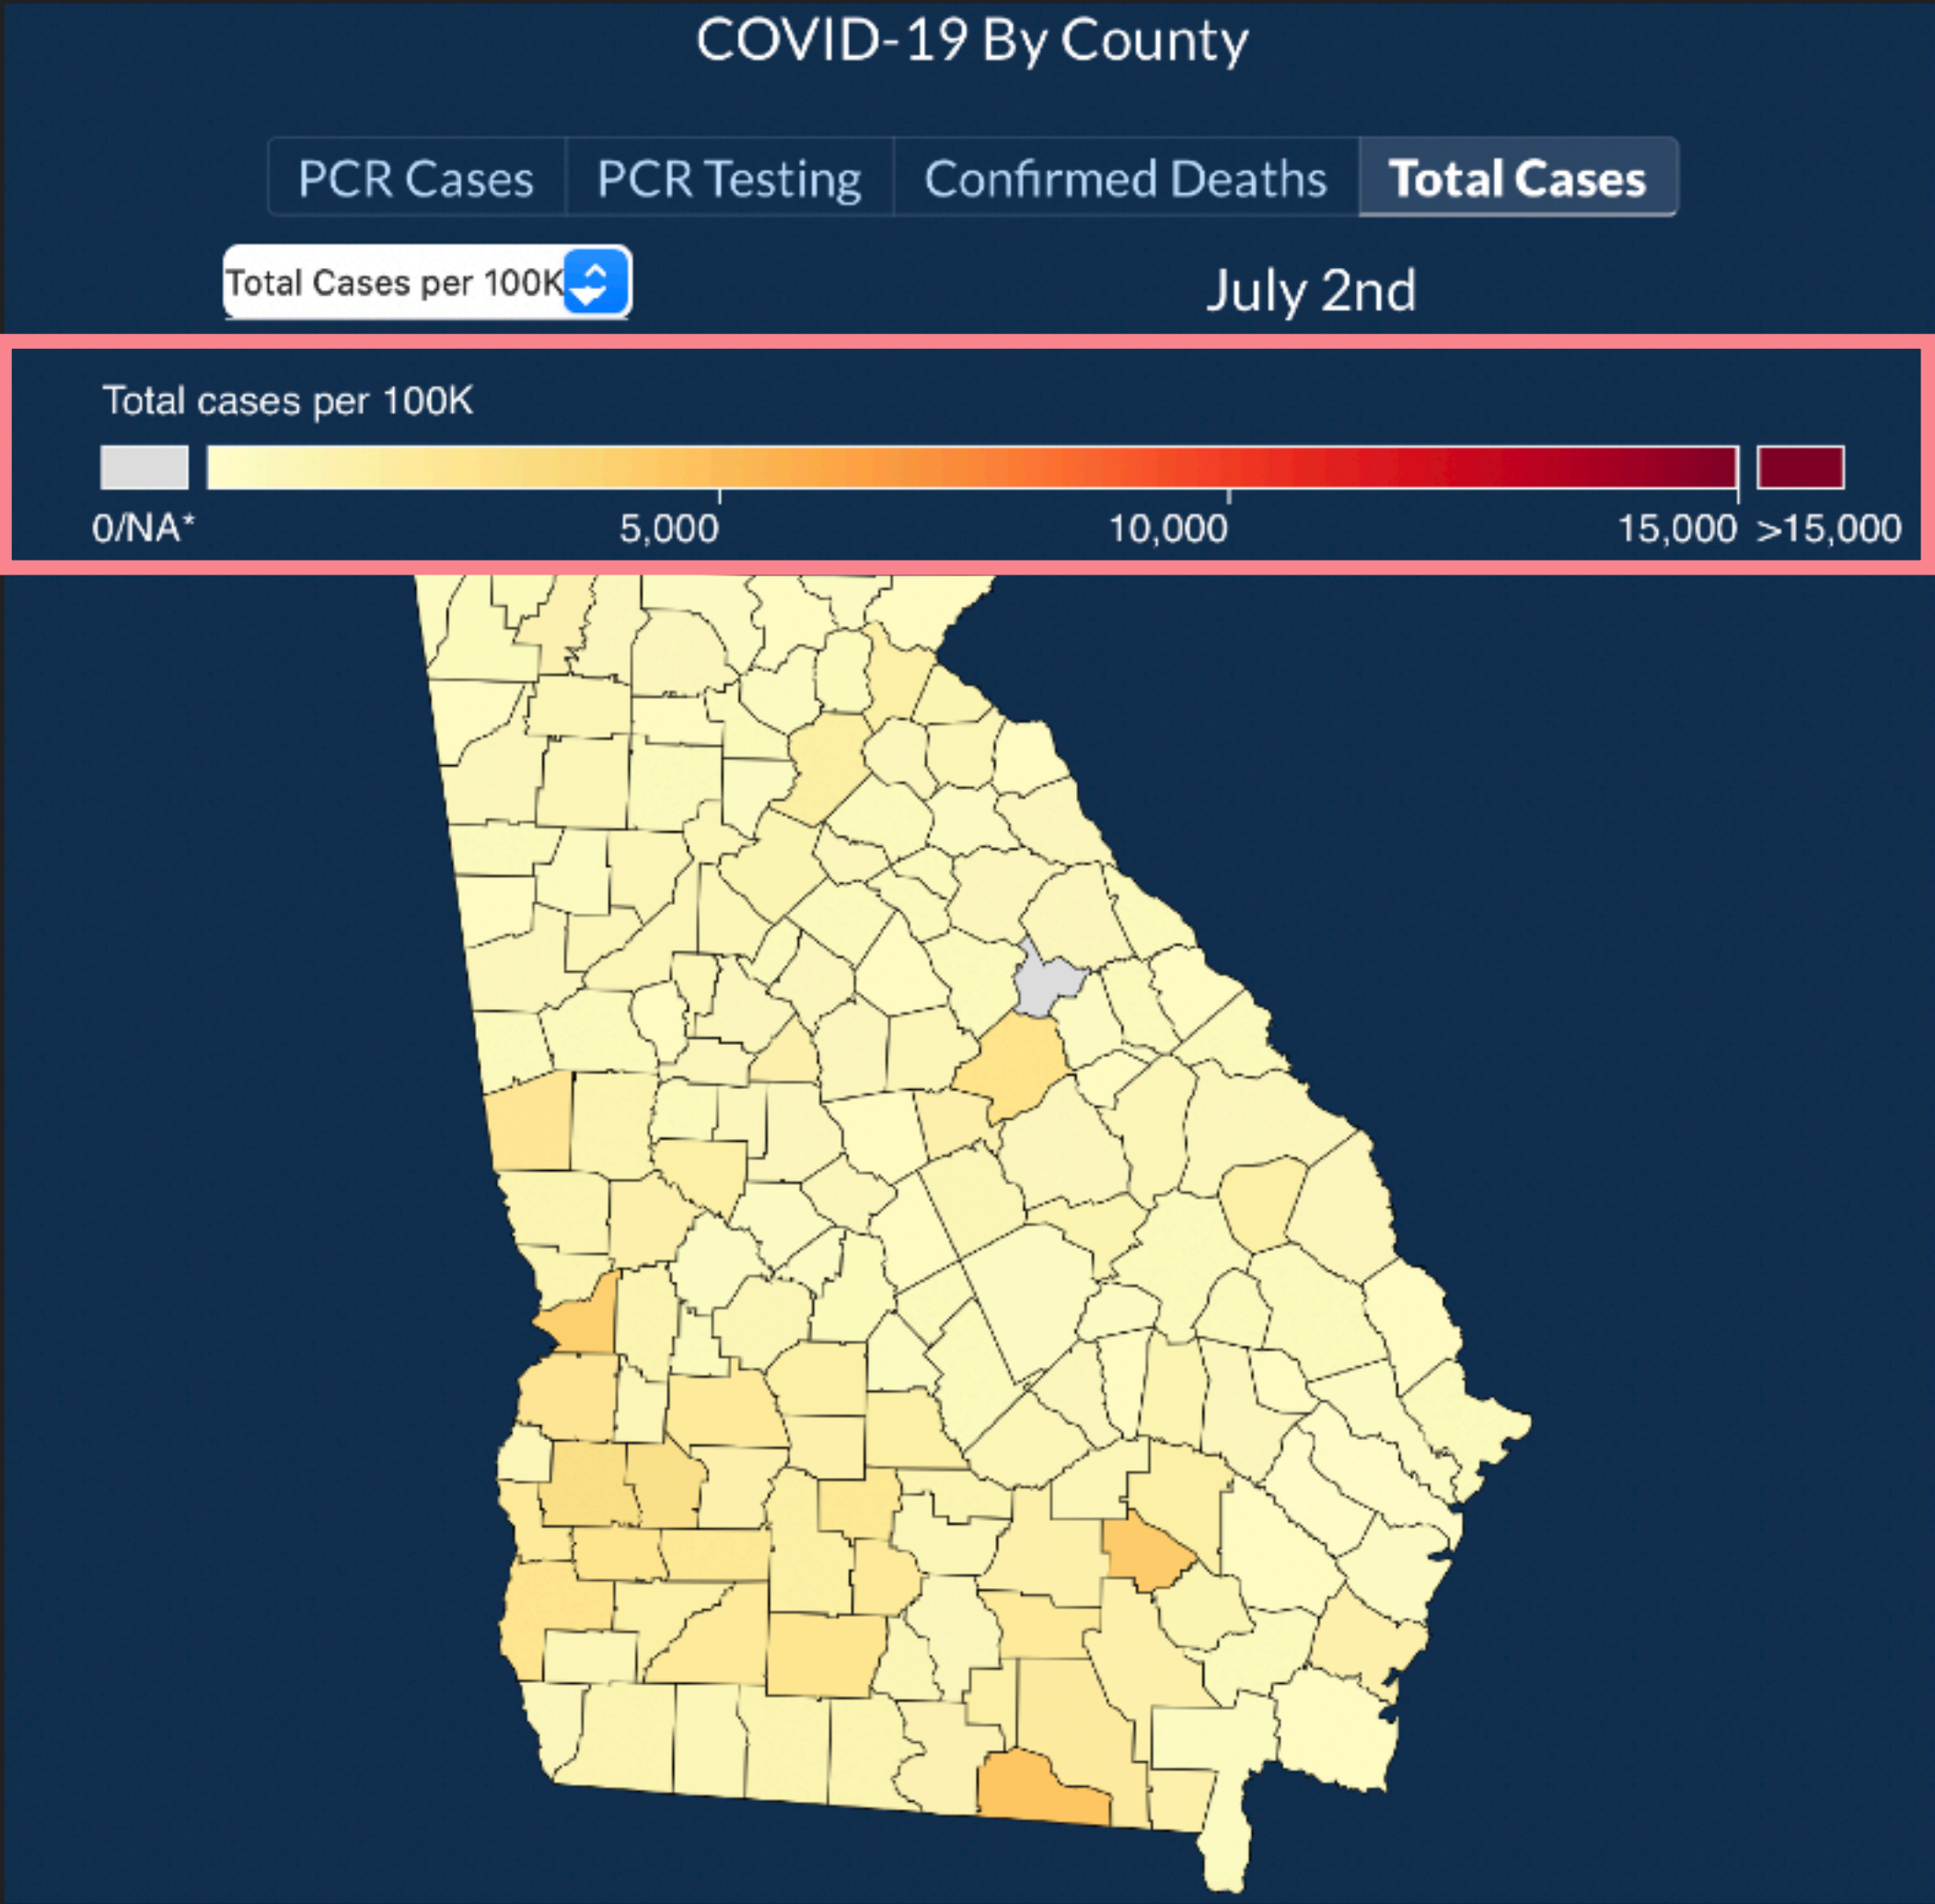 COVID-19 By County
PCR Cases PCR Testing Confirmed Deaths Total Cases
Total Cases per 100K July 2nd
Total cases per 100K
0/NA* 5,000 10,000 15,000 >15,000